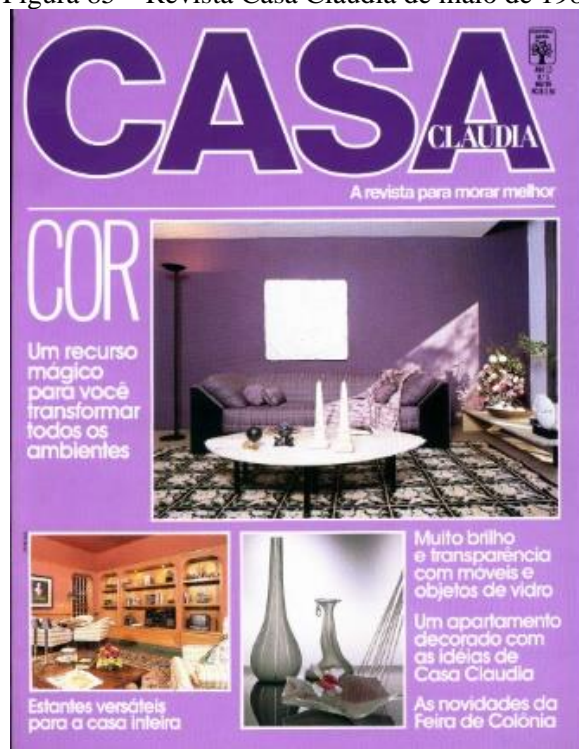 Figura 85 – Revista Casa Claudia de maio de 198
CASA
CLAUDIA
A revista para morar melhor
COR
Um recurso
mágico
para você
transformar
todos os
ambientes
Muito brilho
e transparência
com móveis e
objetos de vidro
Um apartamento
decorado com
as idéias de
Casa Claudia
As novidades da
Feira de Colónia
Estantes versáteis
para a casa inteira